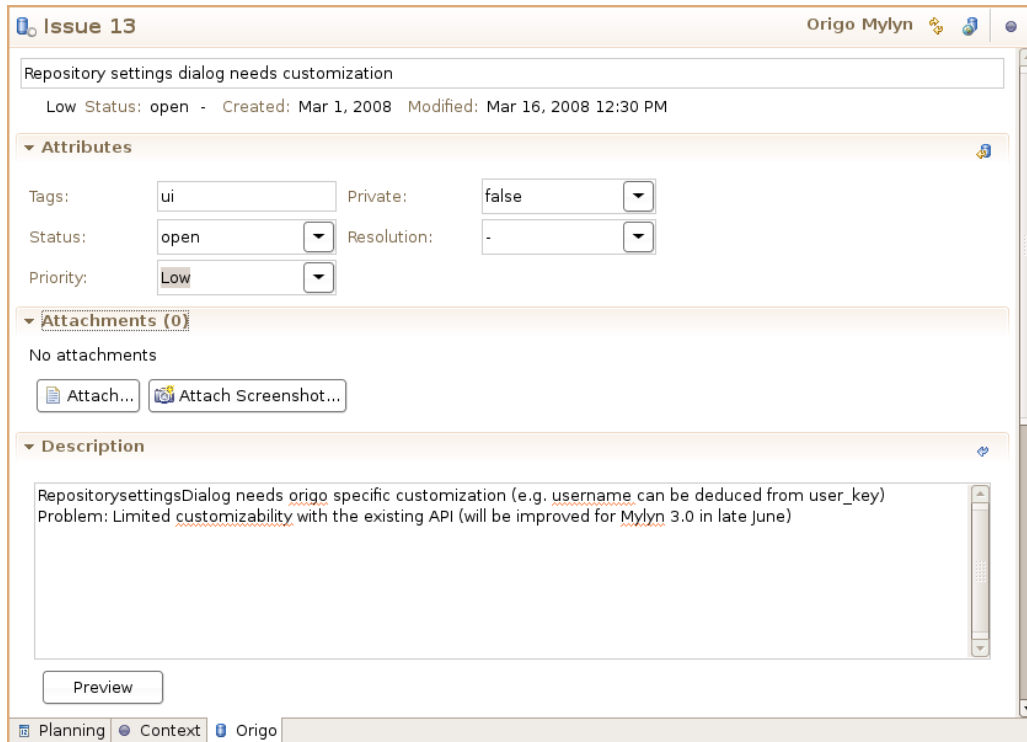 Issue 13 Origo Mylyn
Repository settings dialog needs customization
Low Status: open - Created: Mar 1, 2008 Modified: Mar 16, 2008 12:30 PM
Attributes
Tags: ui Private: false
Status: open Resolution: -
Priority: Low
Attachments (0)
No attachments
Attach... Attach Screenshot...
Description
RepositorysettingsDialog needs origo specific customization (e.g. username can be deduced from user_key)
Problem: Limited customizability with the existing API (will be improved for Mylyn 3.0 in late June)
Preview
Planning Context Origo